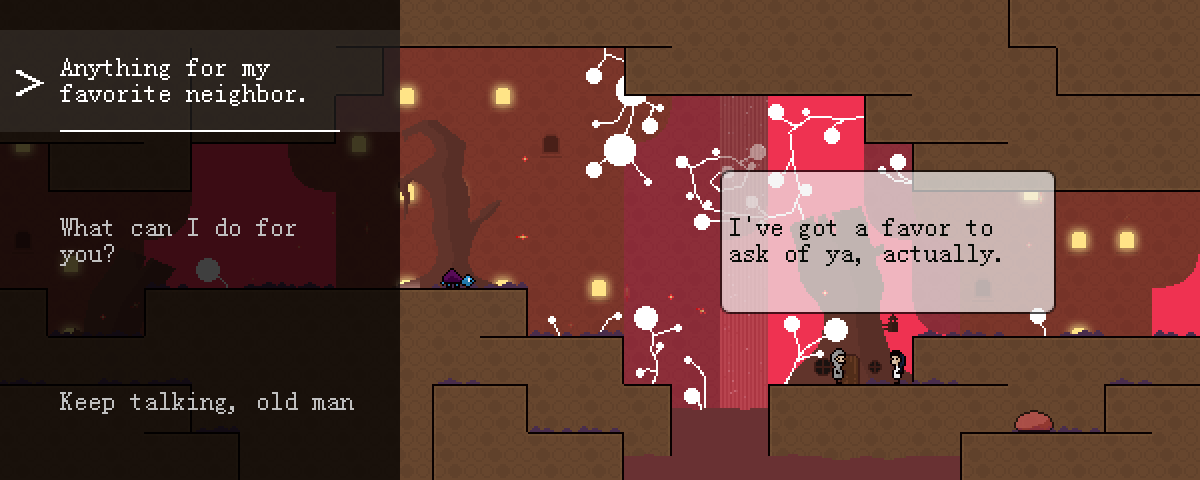 > Anything for my
favorite neighbor.
What can I do for
you?
Keep talking, old man
I've got a favor to
ask of ya, actually.